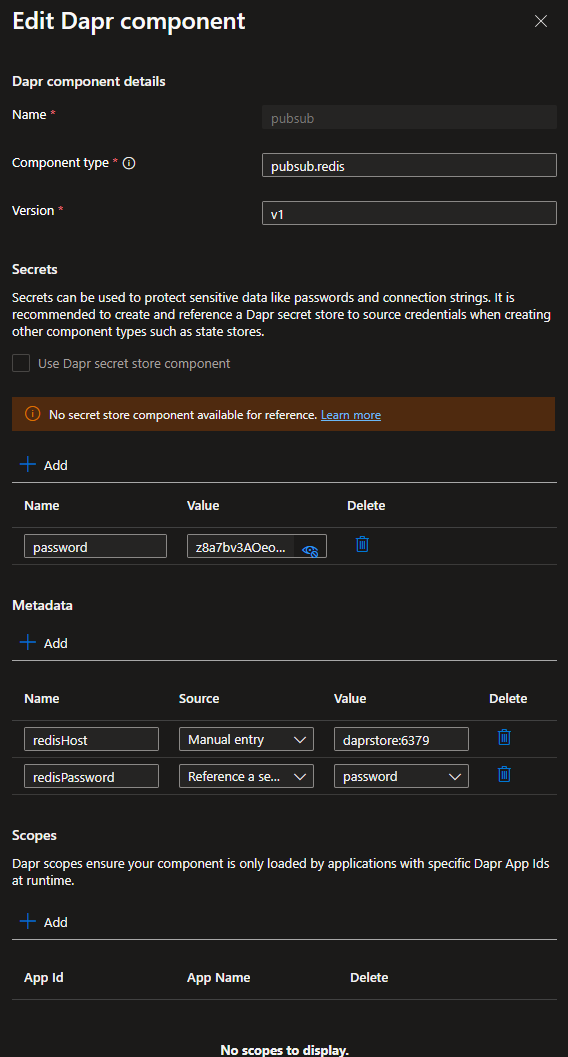 Edit Dapr component
Dapr component details
Name *
pubsub
Component type *
pubsub.redis
Version *
v1
Secrets
Secrets can be used to protect sensitive data like passwords and connection strings. It is
recommended to create and reference a Dapr secret store to source credentials when creating
other component types such as state stores.
Use Dapr secret store component
No secret store component available for reference. Learn more
Add
Name Value Delete
password z8a7bv3AOeo...
Metadata
Add
Name Source Value Delete
redisHost Manual entry daprstore:6379
redisPassword Reference a se... password
Scopes
Dapr scopes ensure your component is only loaded by applications with specific Dapr App Ids
at runtime.
Add
App Id App Name Delete
No scopes to display.